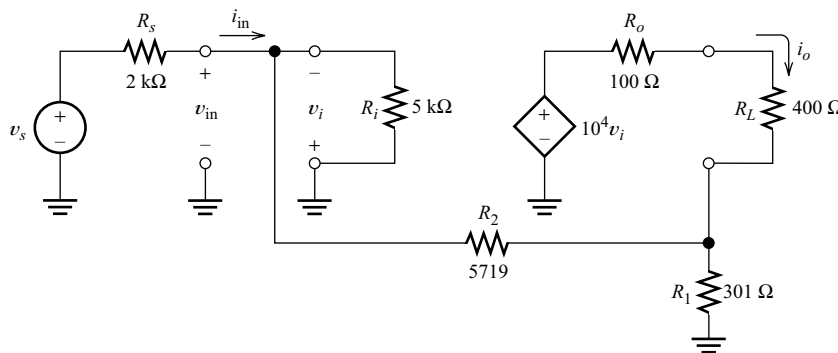 R_s
2 kΩ
i_in
+
v_in
−
−
v_i
+
R_i
5 kΩ
v_s
+
−
R_o
100 Ω
+
−
10^4 v_i
i_o
R_L
400 Ω
R_2
5719
R_1
301 Ω